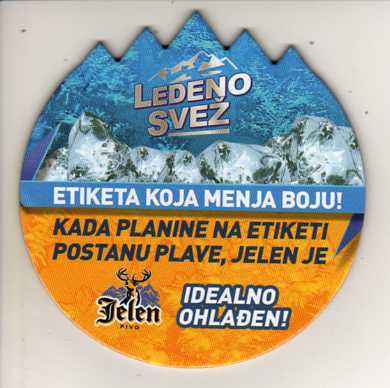 LEDENO
SVEŽ
ETIKETA KOJA MENJA BOJU!
KADA PLANINE NA ETIKETI
POSTANU PLAVE, JELEN JE
Jelen
PIVO
IDEALNO
OHLAĐEN!